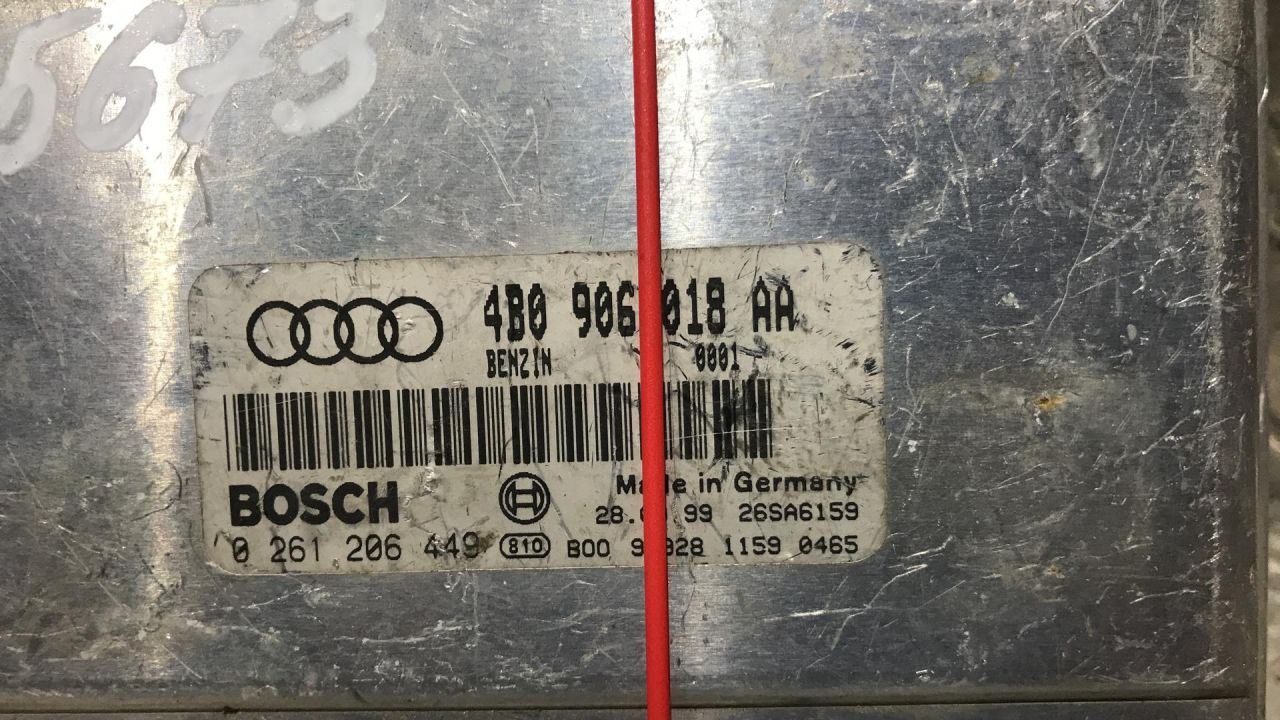 5673
4B0 906 018 AA
BENZIN 0001
BOSCH
Made in Germany
99 26SA6159
0 261 206 449 810 B00 1159 0465